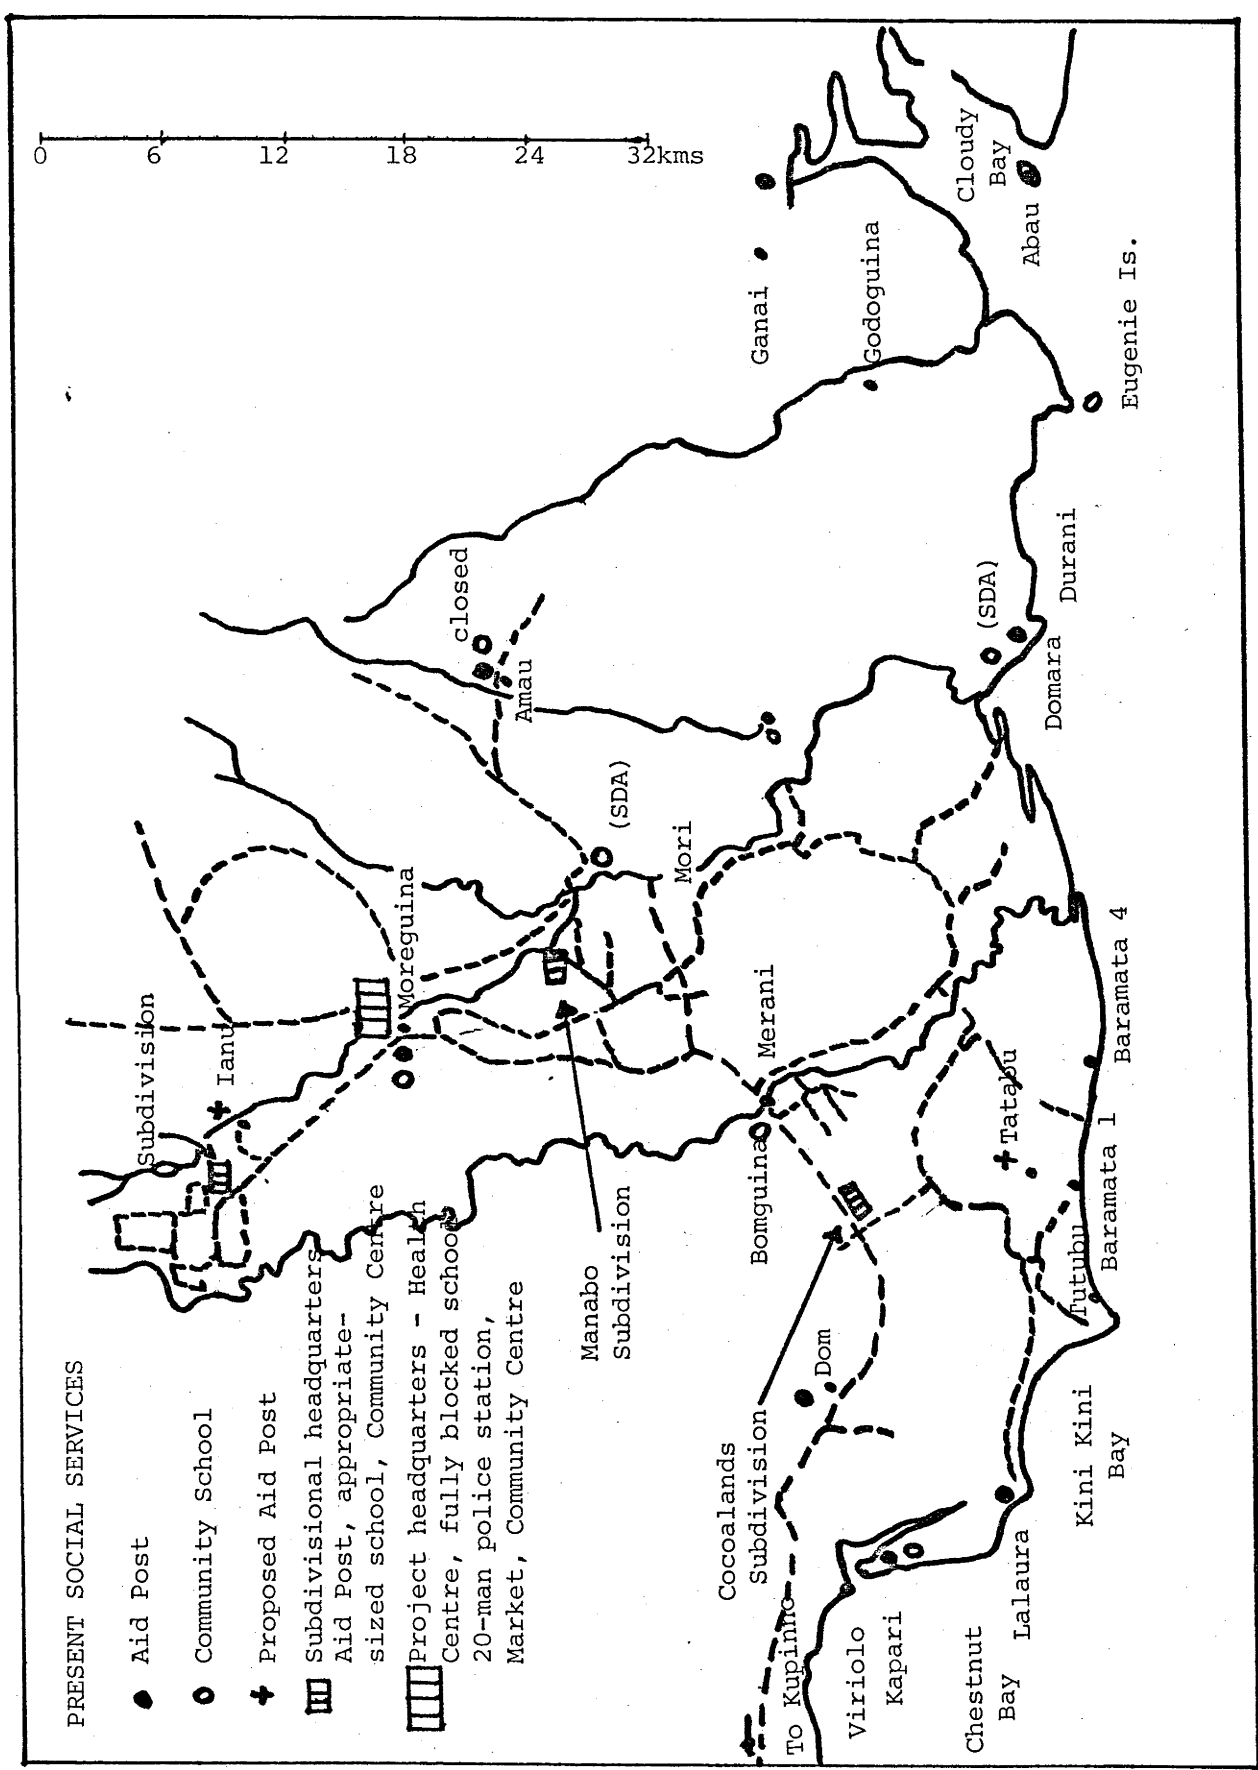 PRESENT SOCIAL SERVICES
Aid Post
Community School
Proposed Aid Post
Subdivisional headquarters
Aid Post, appropriate-
sized school, Community Centre
Project headquarters - Health
Centre, fully blocked school
20-man police station,
Market, Community Centre
0 6 12 18 24 32kms
Subdivision
Ianu
Moreguina
closed
Amau
(SDA)
Mori
Manabo
Subdivision
Ganai
Godoguina
Cloudy
Bay
Abau
Eugenie Is.
Merani
Bomguina
Cocoalands
Subdivision
Dom
To Kupinno
Viriolo
Kapari
Chestnut
Bay
Lalaura
Kini Kini
Bay
Tutubu
Baramata 1
Tatabu
Baramata 4
Domara
(SDA)
Durani